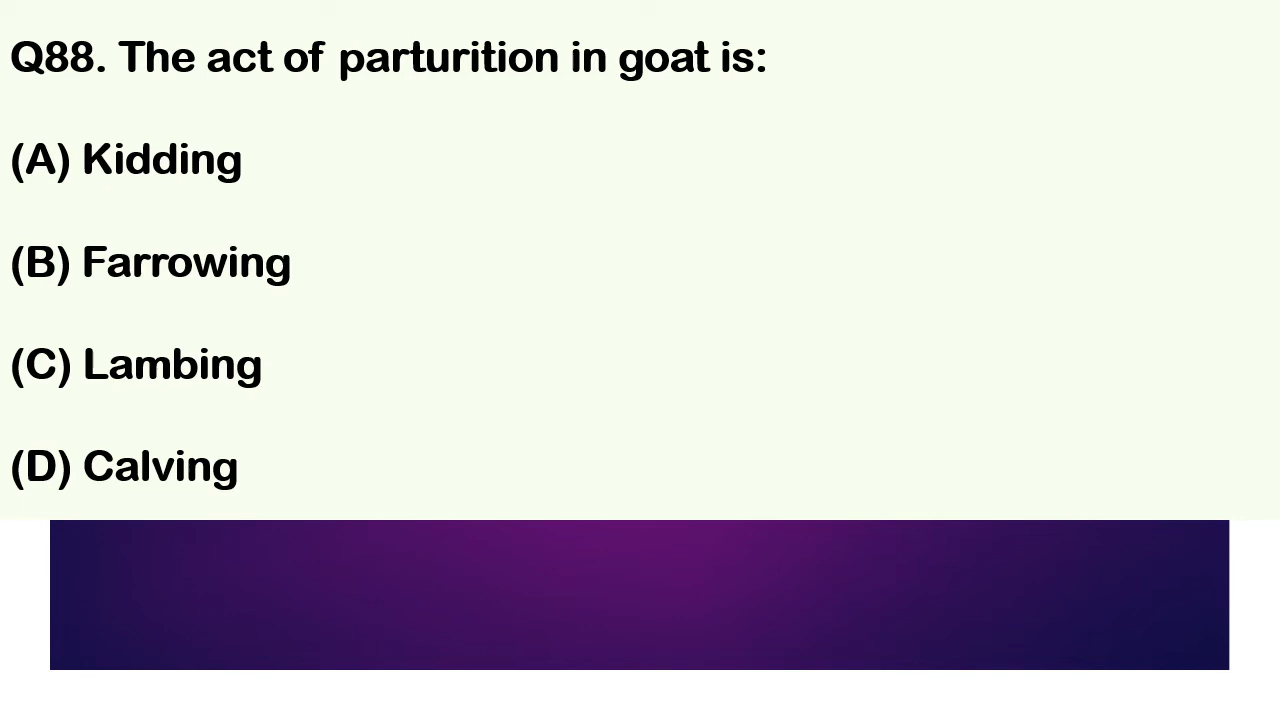 Q88. The act of parturition in goat is:
(A) Kidding
(B) Farrowing
(C) Lambing
(D) Calving